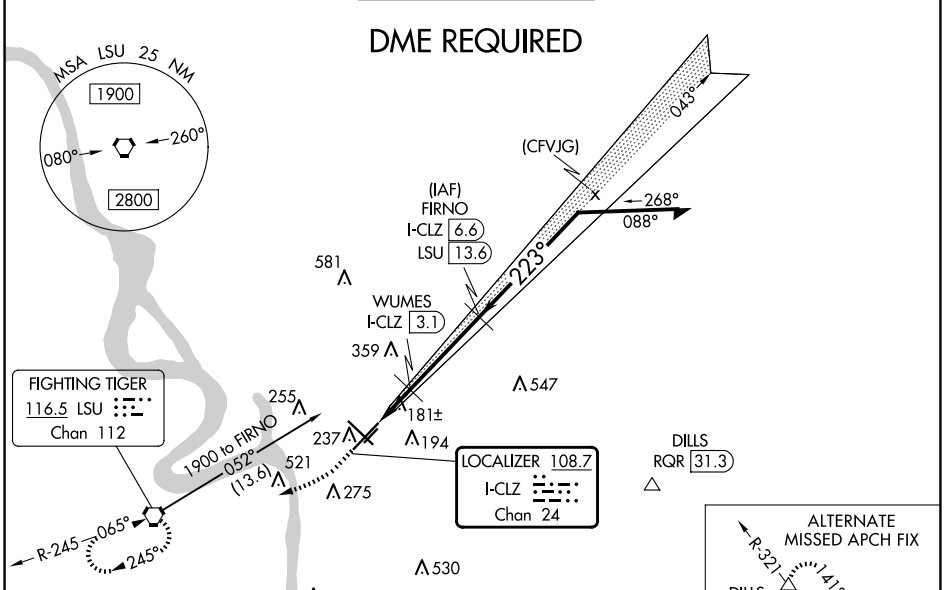 DME REQUIRED
MSA LSU 25 NM
1900
080°
260°
2800
043°
(CFVJG)
268°
088°
(IAF)
FIRNO
I-CLZ 6.6
LSU 13.6
223°
581
WUMES
I-CLZ 3.1
359
547
FIGHTING TIGER
116.5 LSU
Chan 112
255
181±
237
194
1900 to FIRNO
052°
(13.6)
521
275
LOCALIZER 108.7
I-CLZ
Chan 24
DILLS
RQR 31.3
R-245
065°
245°
530
ALTERNATE
MISSED APCH FIX
R-321
141°
DILLS